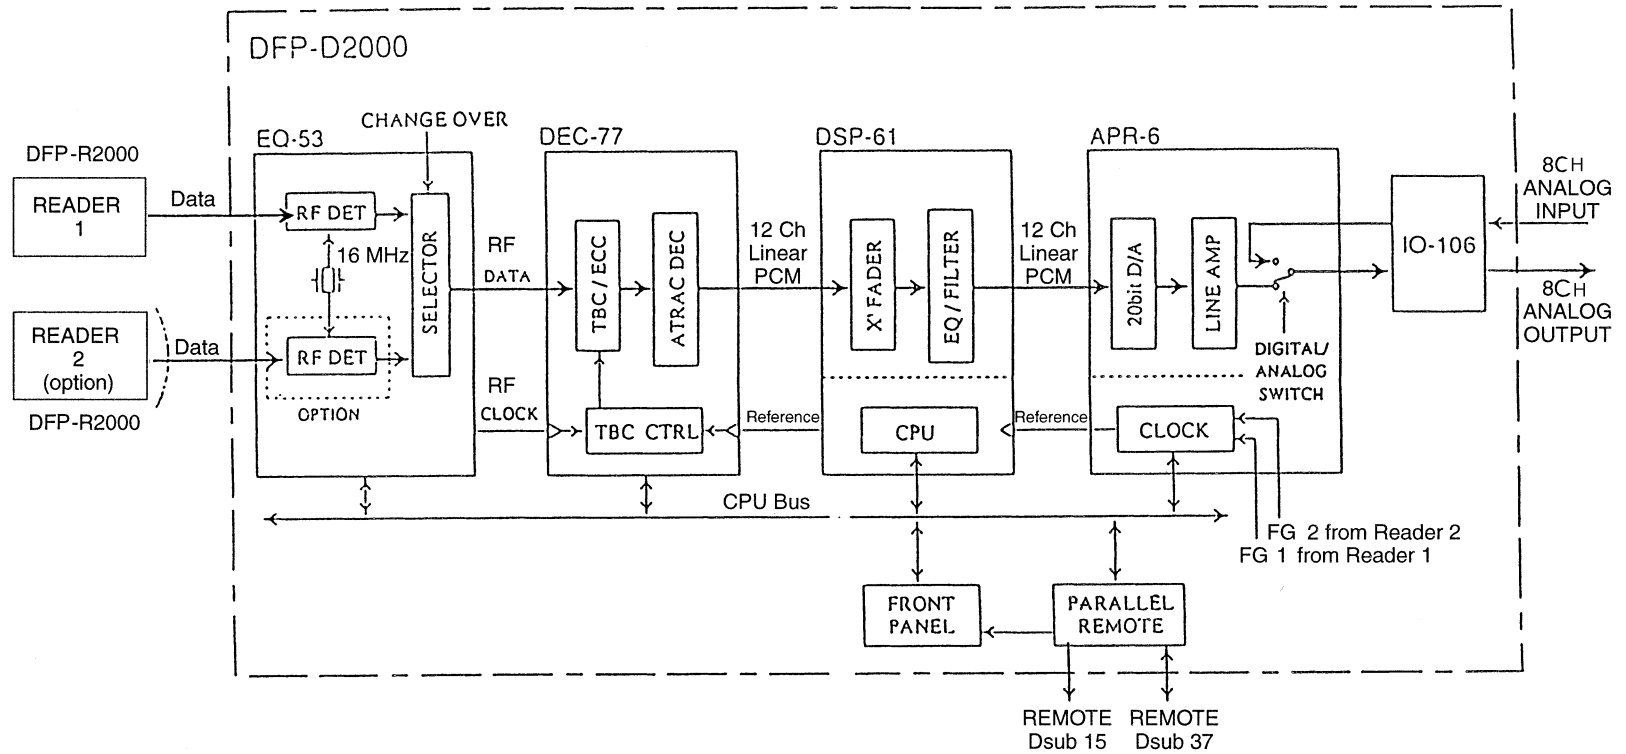 DFP-D2000
CHANGE OVER
EQ-53
DEC-77
DSP-61
APR-6
DFP-R2000
READER
1
Data
RF DET
16 MHz
SELECTOR
RF
DATA
TBC/ECC
ATRAC DEC
12 Ch
Linear
PCM
X' FADER
EQ/FILTER
12 Ch
Linear
PCM
20bit D/A
LINE AMP
IO-106
8CH
ANALOG
INPUT
8CH
ANALOG
OUTPUT
DIGITAL/
ANALOG
SWITCH
READER
2
(option)
DFP-R2000
Data
RF DET
OPTION
RF
CLOCK
TBC CTRL
Reference
CPU
Reference
CLOCK
CPU Bus
FG 2 from Reader 2
FG 1 from Reader 1
FRONT
PANEL
PARALLEL
REMOTE
REMOTE
Dsub 15
REMOTE
Dsub 37